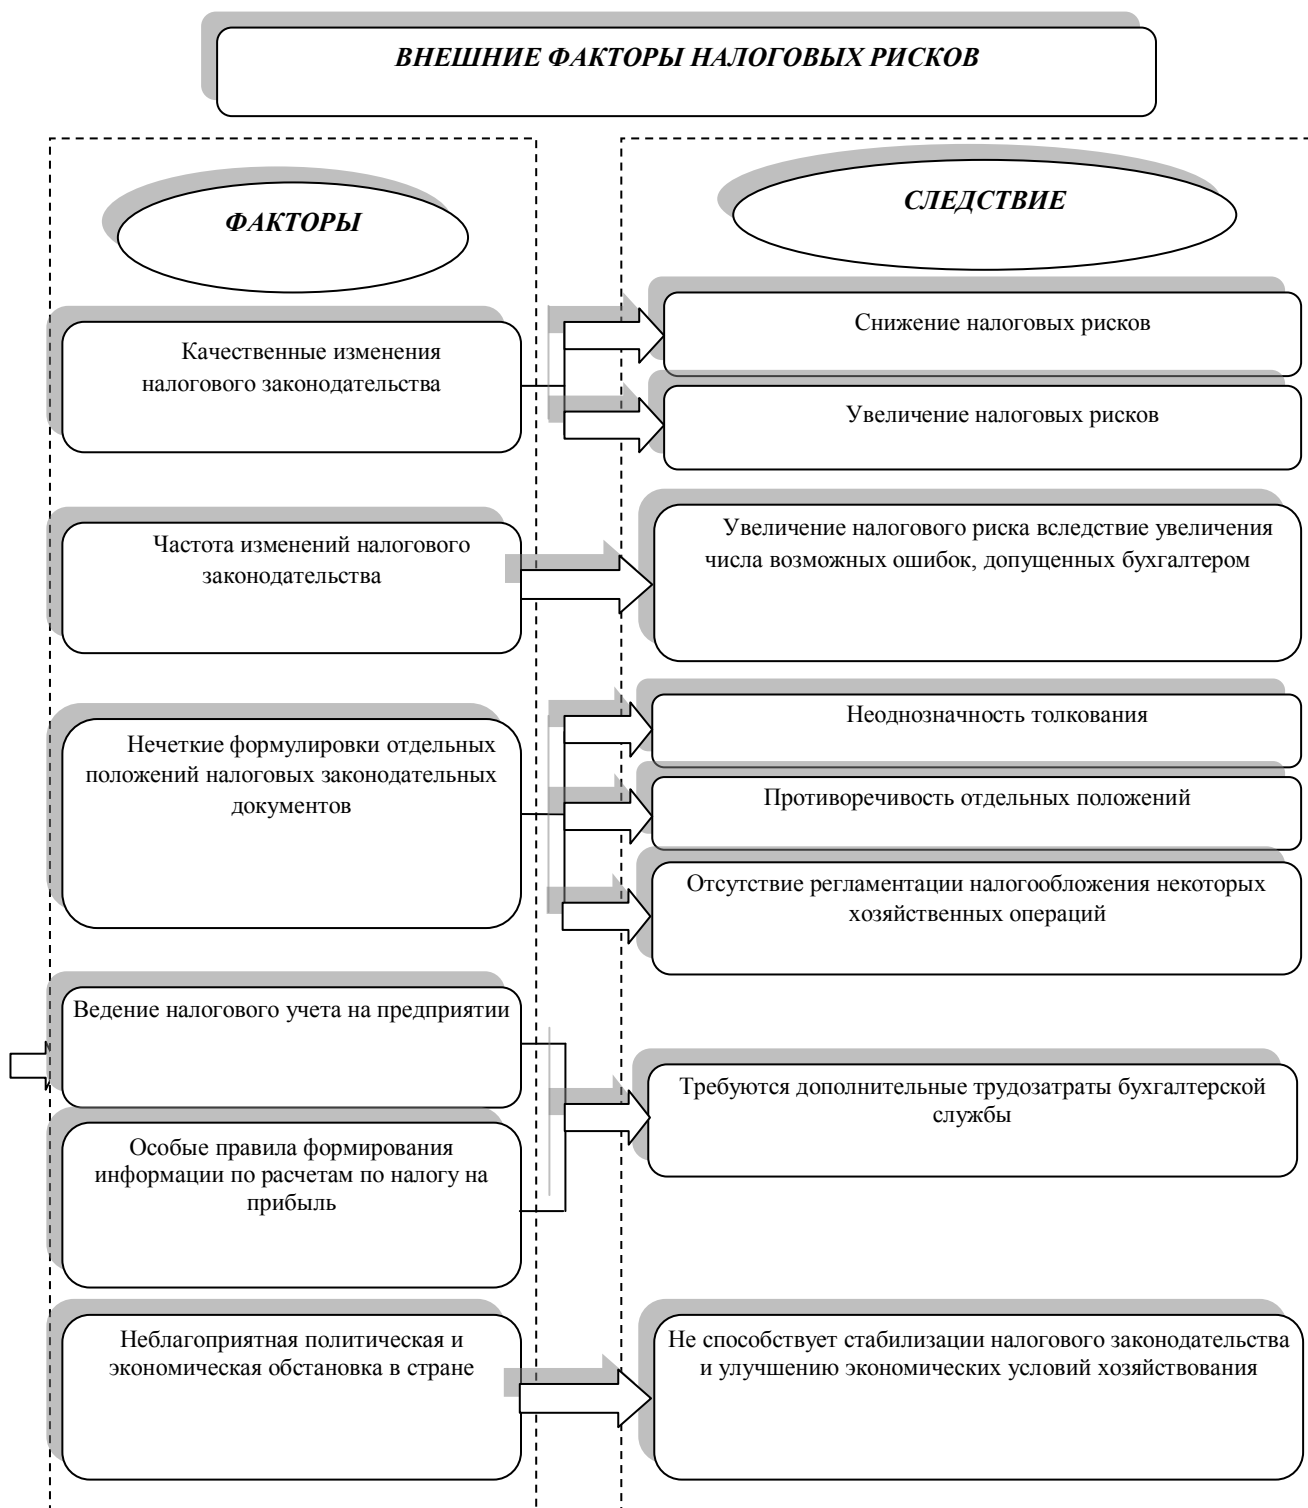 ВНЕШНИЕ ФАКТОРЫ НАЛОГОВЫХ РИСКОВ
ФАКТОРЫ
СЛЕДСТВИЕ
Качественные изменения
налогового законодательства
Снижение налоговых рисков
Увеличение налоговых рисков
Частота изменений налогового
законодательства
Увеличение налогового риска вследствие увеличения
числа возможных ошибок, допущенных бухгалтером
Нечеткие формулировки отдельных
положений налоговых законодательных
документов
Неоднозначность толкования
Противоречивость отдельных положений
Отсутствие регламентации налогообложения некоторых
хозяйственных операций
Ведение налогового учета на предприятии
Особые правила формирования
информации по расчетам по налогу на
прибыль
Требуются дополнительные трудозатраты бухгалтерской
службы
Неблагоприятная политическая и
экономическая обстановка в стране
Не способствует стабилизации налогового законодательства
и улучшению экономических условий хозяйствования